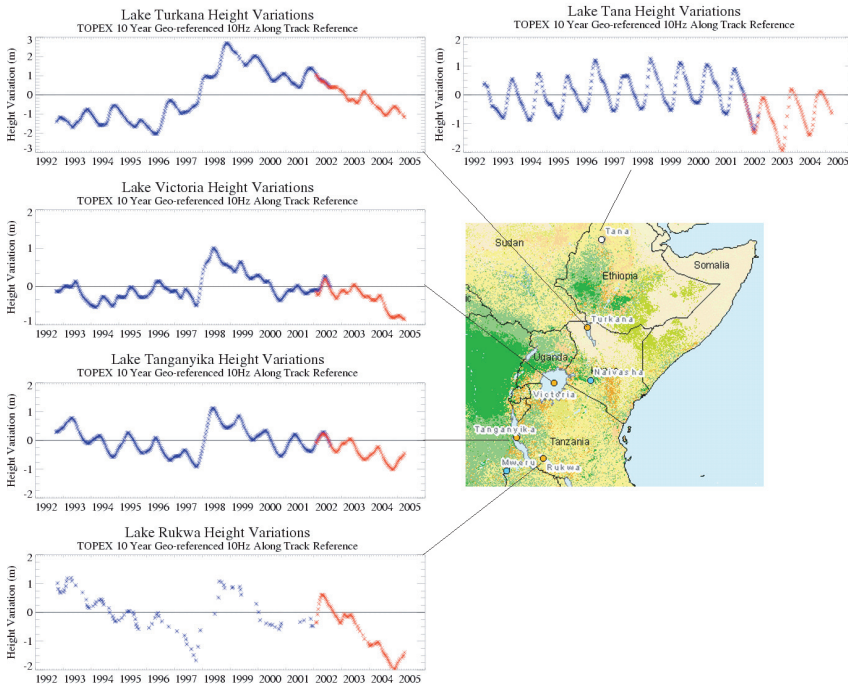 Lake Turkana Height Variations
TOPEX 10 Year Geo-referenced 10Hz Along Track Reference
Height Variation (m)
3
2
1
0
-1
-2
-3
1992 1993 1994 1995 1996 1997 1998 1999 2000 2001 2002 2003 2004 2005
Lake Tana Height Variations
TOPEX 10 Year Geo-referenced 10Hz Along Track Reference
Height Variation (m)
2
1
0
-1
-2
1992 1993 1994 1995 1996 1997 1998 1999 2000 2001 2002 2003 2004 2005
Lake Victoria Height Variations
TOPEX 10 Year Geo-referenced 10Hz Along Track Reference
Height Variation (m)
2
1
0
-1
1992 1993 1994 1995 1996 1997 1998 1999 2000 2001 2002 2003 2004 2005
Lake Tanganyika Height Variations
TOPEX 10 Year Geo-referenced 10Hz Along Track Reference
Height Variation (m)
2
1
0
-1
-2
1992 1993 1994 1995 1996 1997 1998 1999 2000 2001 2002 2003 2004 2005
Lake Rukwa Height Variations
TOPEX 10 Year Geo-referenced 10Hz Along Track Reference
Height Variation (m)
2
1
0
-1
-2
1992 1993 1994 1995 1996 1997 1998 1999 2000 2001 2002 2003 2004 2005
Tana
Sudan
Somalia
Ethiopia
Turkana
Uganda
Naivasha
Victoria
Tanganyika
Tanzania
Mweru
Rukwa